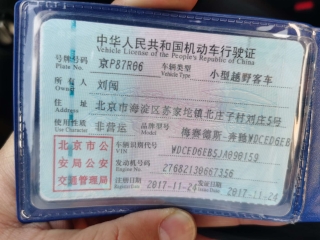 中华人民共和国机动车行驶证
Vehicle License of the People's Republic of China
号牌号码 京P87R06 车辆类型 小型越野客车
Plate No. Vehicle Type
所有人 刘闯
Owner
住址 北京市海淀区苏家坨镇北庄子村刘庄5号
Address
使用性质 非营运 品牌型号 梅赛德斯-奔驰WDCED6EB
北京市公 车辆识别代号 WDCED6EB5JA090159
VIN
安局公安 发动机号码 27682130667356
Engine No.
交通管理局 注册日期 2017-11-24 发证日期 2017-11-24
Register Date Issue Date